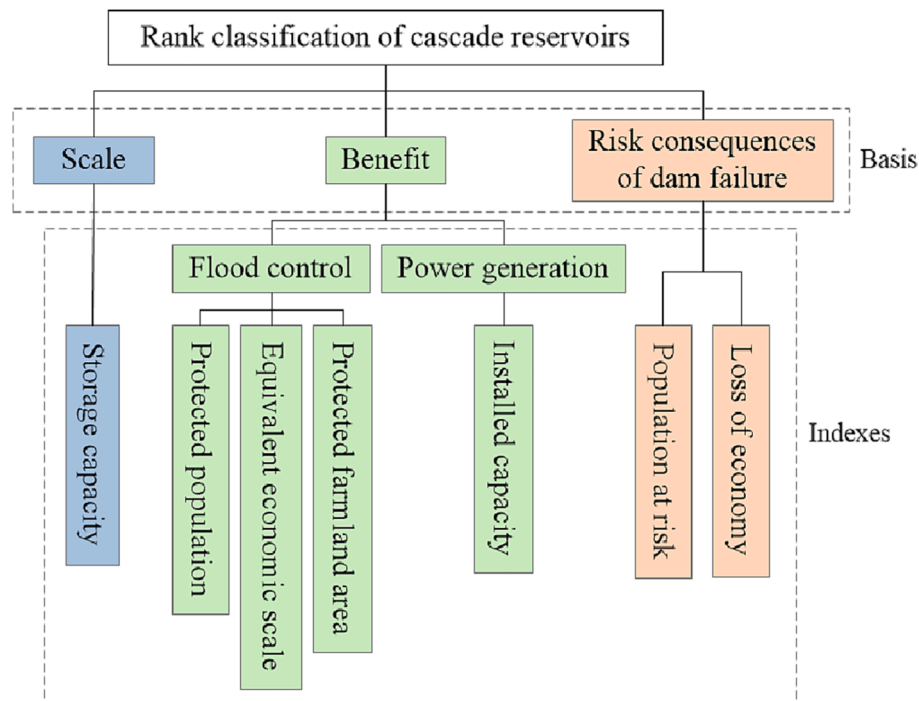 Rank classification of cascade reservoirs
Scale
Benefit
Risk consequences
of dam failure
Basis
Flood control
Power generation
Storage capacity
Protected population
Equivalent economic scale
Protected farmland area
Installed capacity
Population at risk
Loss of economy
Indexes